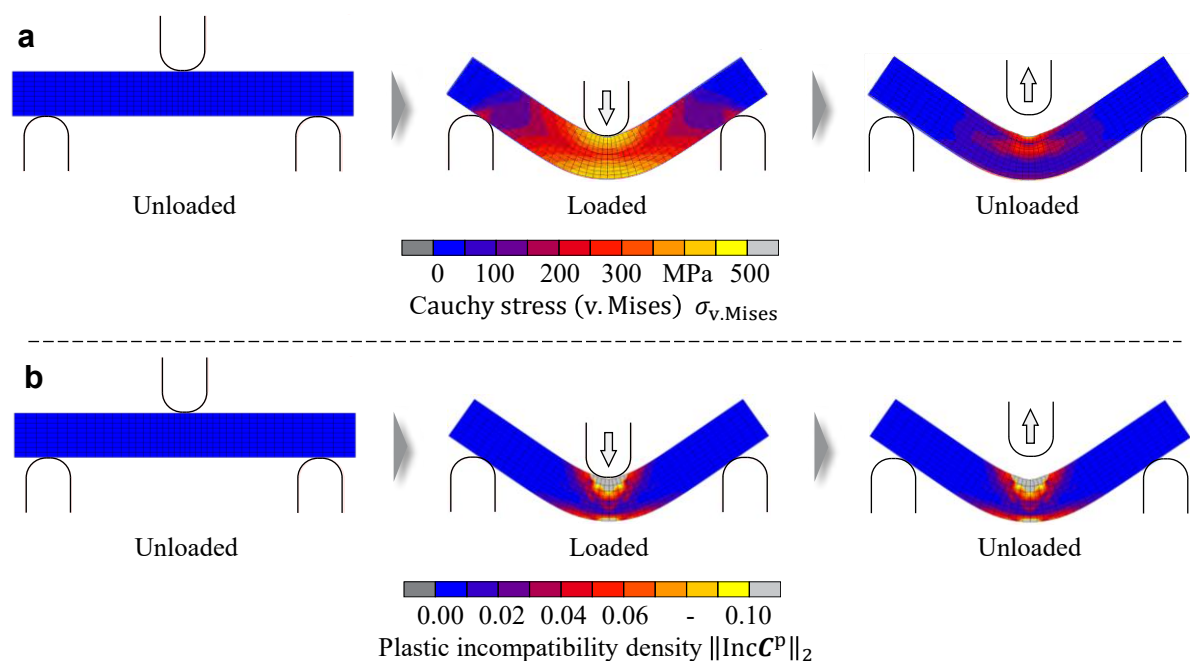 a
Unloaded
Loaded
Unloaded
0 100 200 300 MPa 500
Cauchy stress (v. Mises) σv.Mises
b
Unloaded
Loaded
Unloaded
0.00 0.02 0.04 0.06 - 0.10
Plastic incompatibility density ‖Inc𝑪ᵖ‖₂